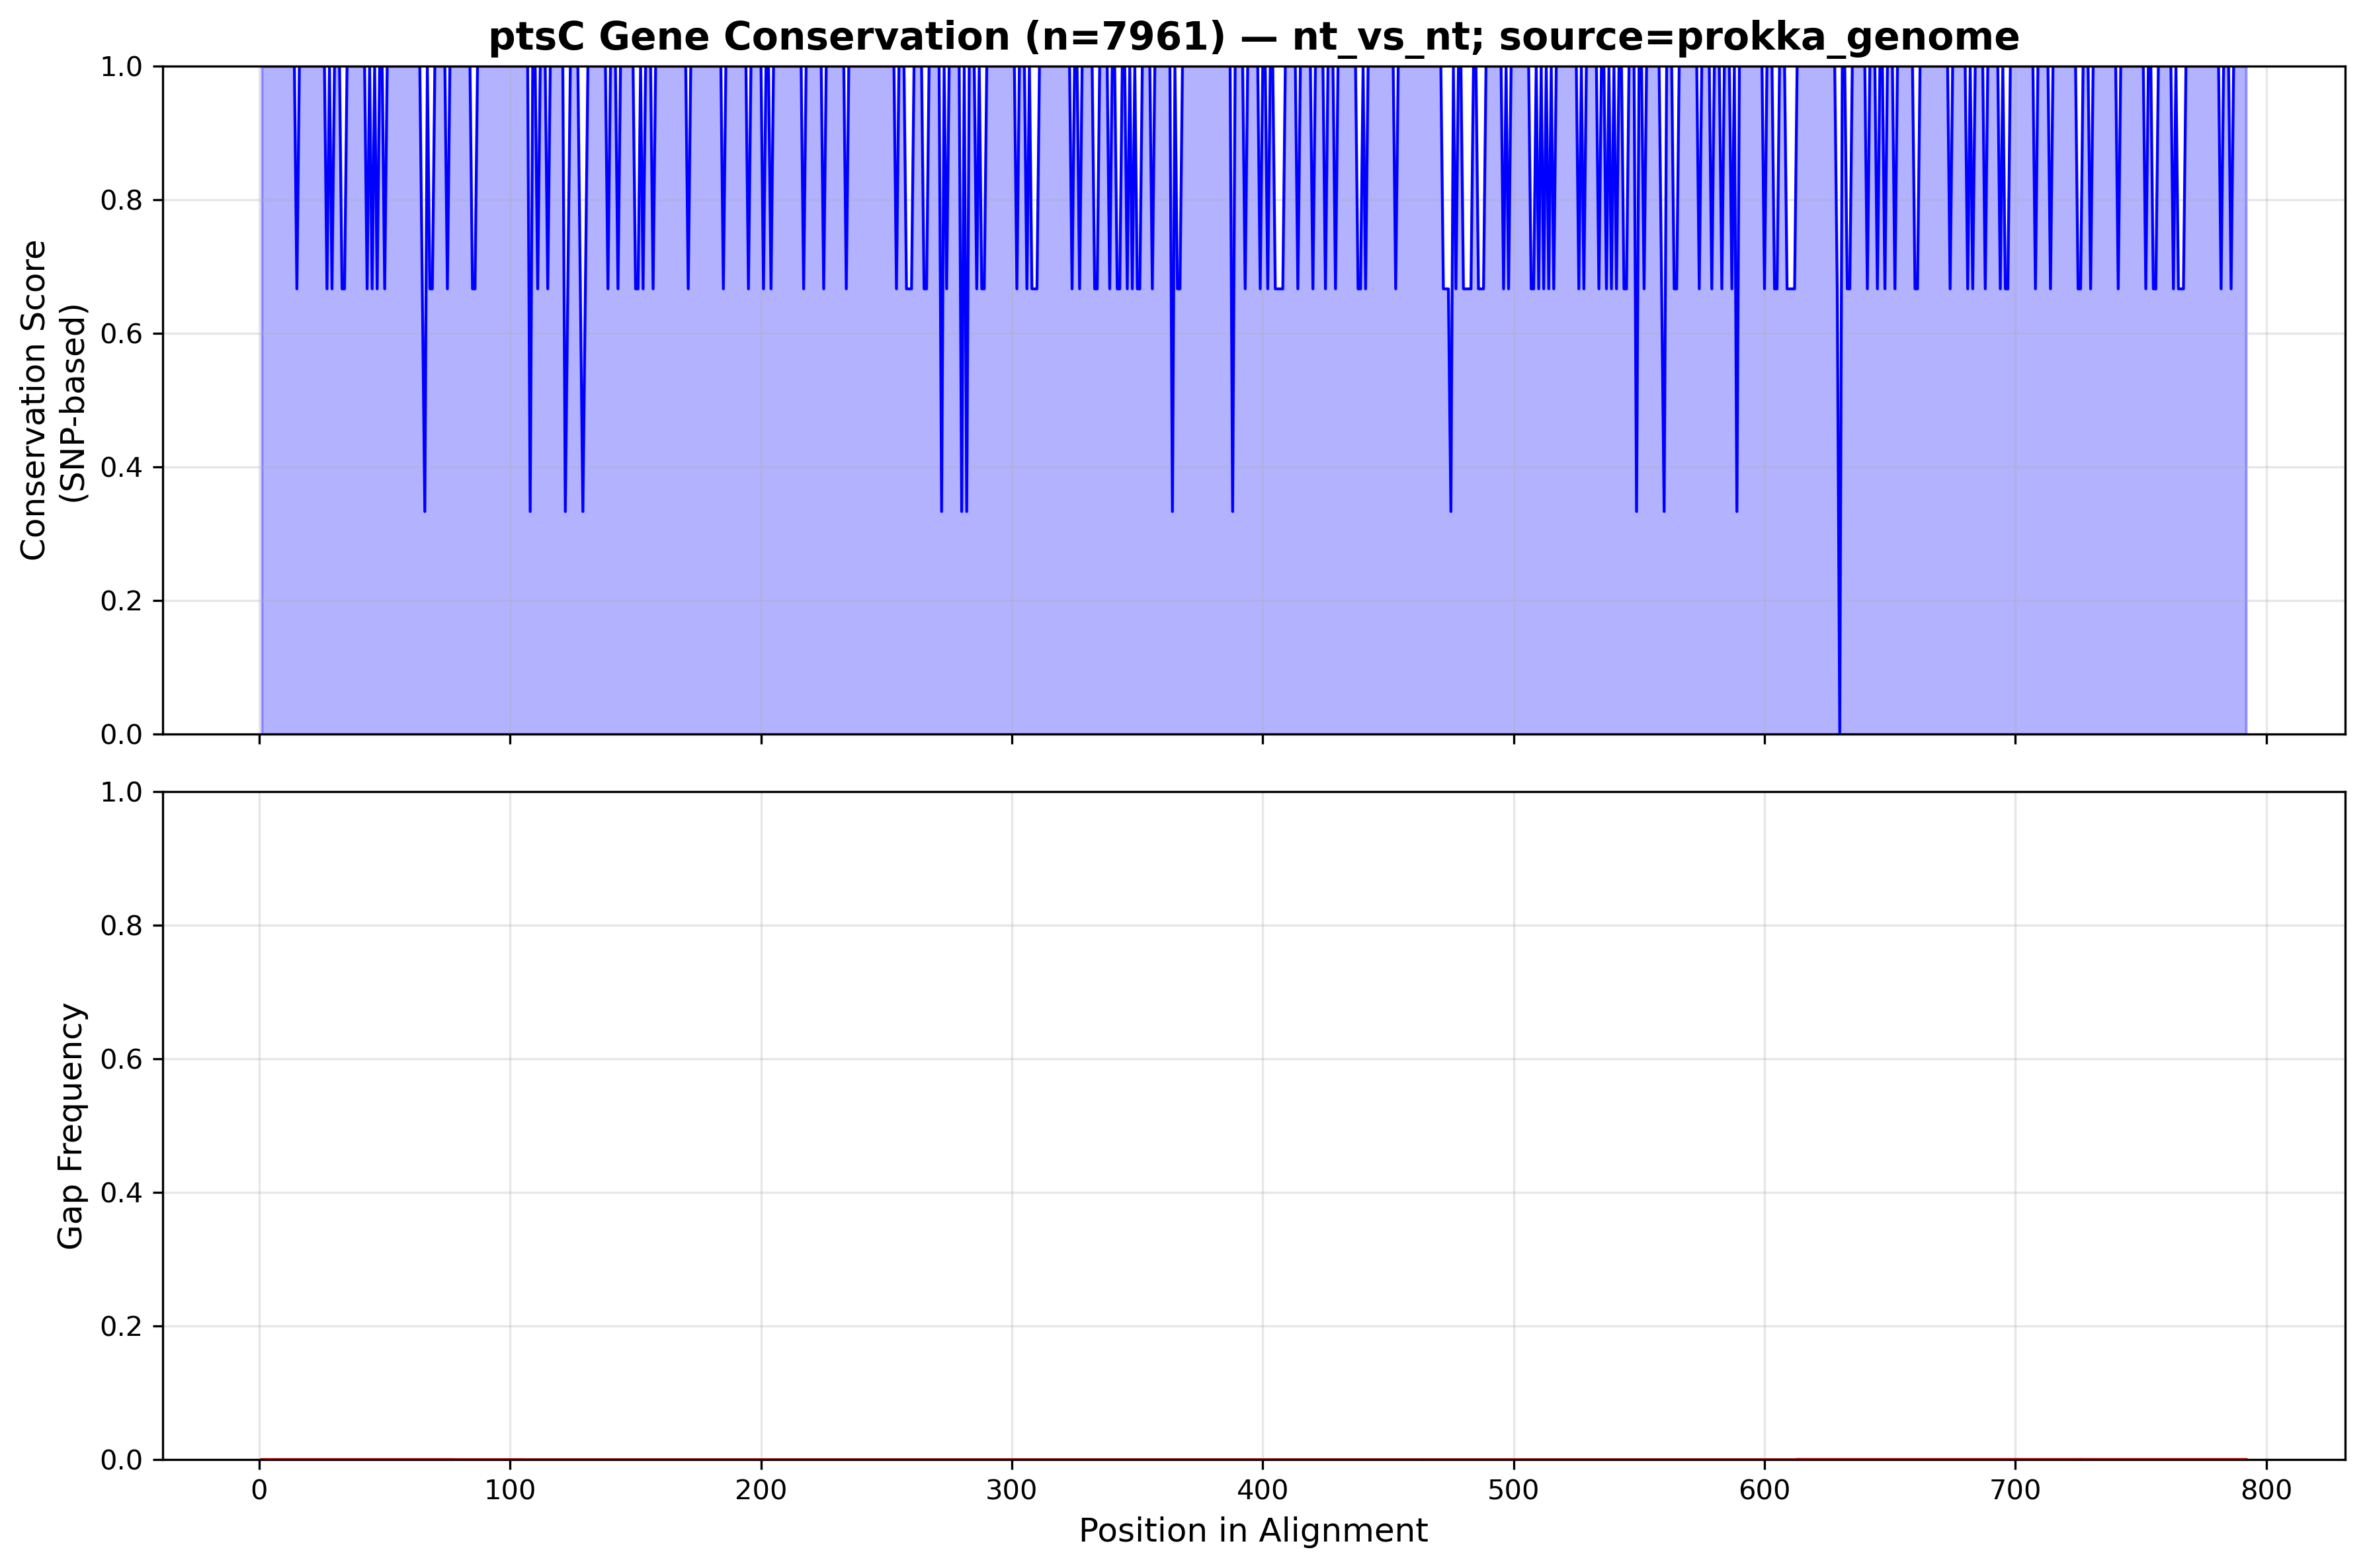 ptsC Gene Conservation (n=7961) — nt_vs_nt; source=prokka_genome
Conservation Score
(SNP-based)
1.0
0.8
0.6
0.4
0.2
0.0
Gap Frequency
1.0
0.8
0.6
0.4
0.2
0.0
0 100 200 300 400 500 600 700 800
Position in Alignment